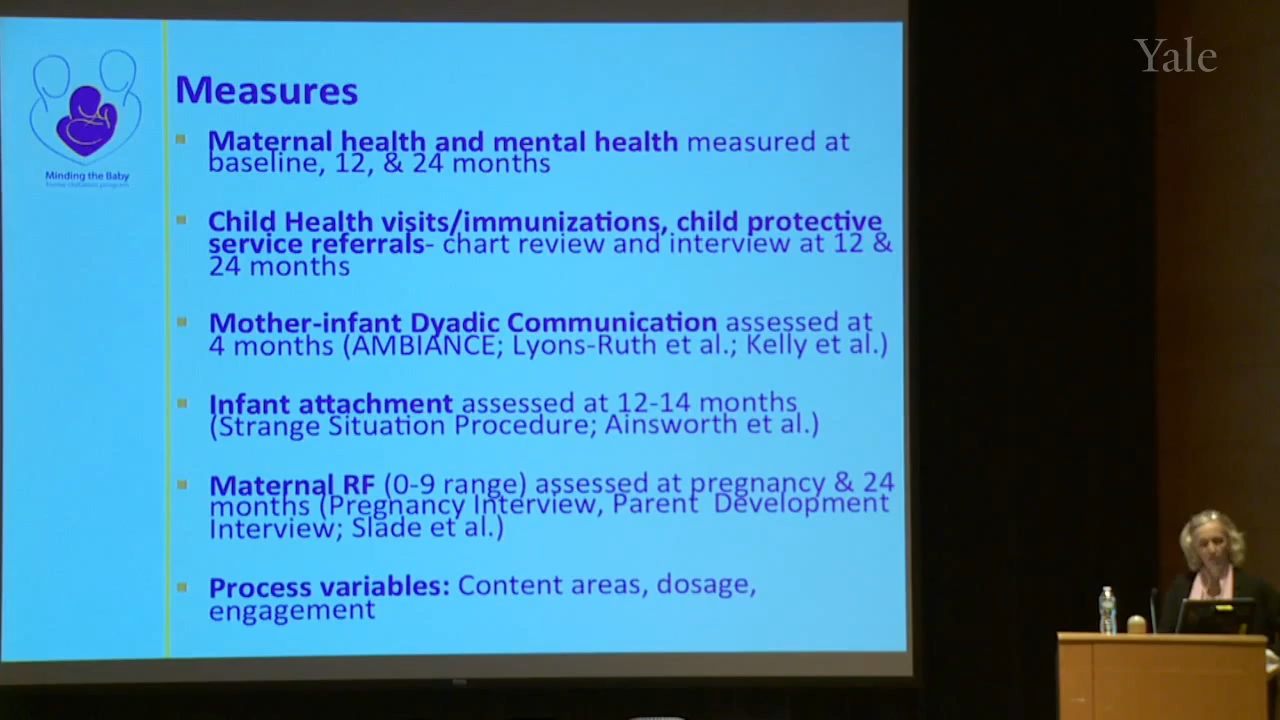 Yale
Measures
Maternal health and mental health measured at
baseline, 12, & 24 months
Child Health visits/immunizations, child protective
service referrals- chart review and interview at 12 &
24 months
Mother-infant Dyadic Communication assessed at
4 months (AMBIANCE; Lyons-Ruth et al.; Kelly et al.)
Infant attachment assessed at 12-14 months
(Strange Situation Procedure; Ainsworth et al.)
Maternal RF (0-9 range) assessed at pregnancy & 24
months (Pregnancy Interview, Parent Development
Interview; Slade et al.)
Process variables: Content areas, dosage,
engagement
Minding the Baby
home visitation program